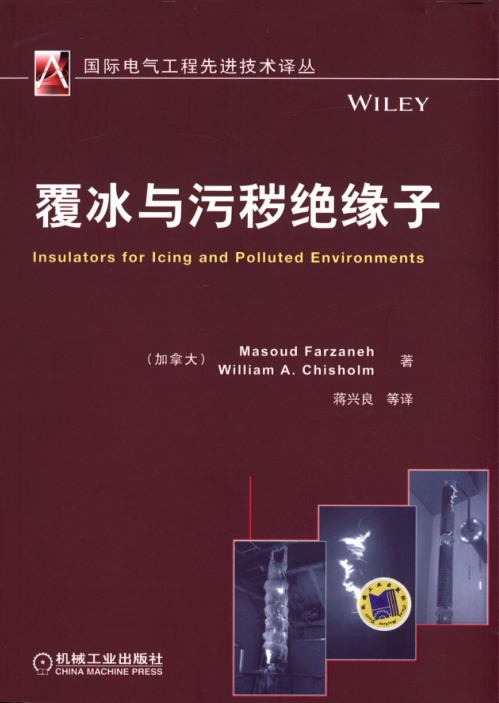 国际电气工程先进技术译丛
WILEY
覆冰与污秽绝缘子
Insulators for Icing and Polluted Environments
（加拿大） Masoud Farzaneh
William A. Chisholm 著
蒋兴良 等译
机械工业出版社
CHINA MACHINE PRESS